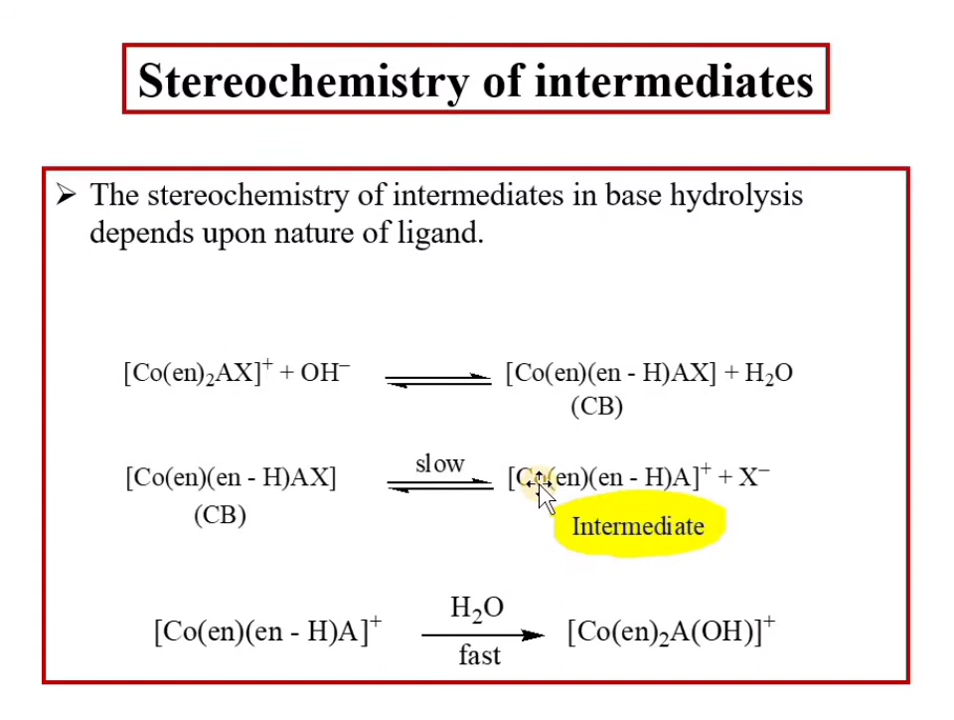 Stereochemistry of intermediates
➢ The stereochemistry of intermediates in base hydrolysis
depends upon nature of ligand.
[Co(en)₂AX]⁺ + OH⁻ ⇌ [Co(en)(en - H)AX] + H₂O
(CB)
slow
[Co(en)(en - H)AX] ⇌ [Co(en)(en - H)A]⁺ + X⁻
(CB)
Intermediate
H₂O
[Co(en)(en - H)A]⁺ → [Co(en)₂A(OH)]⁺
fast